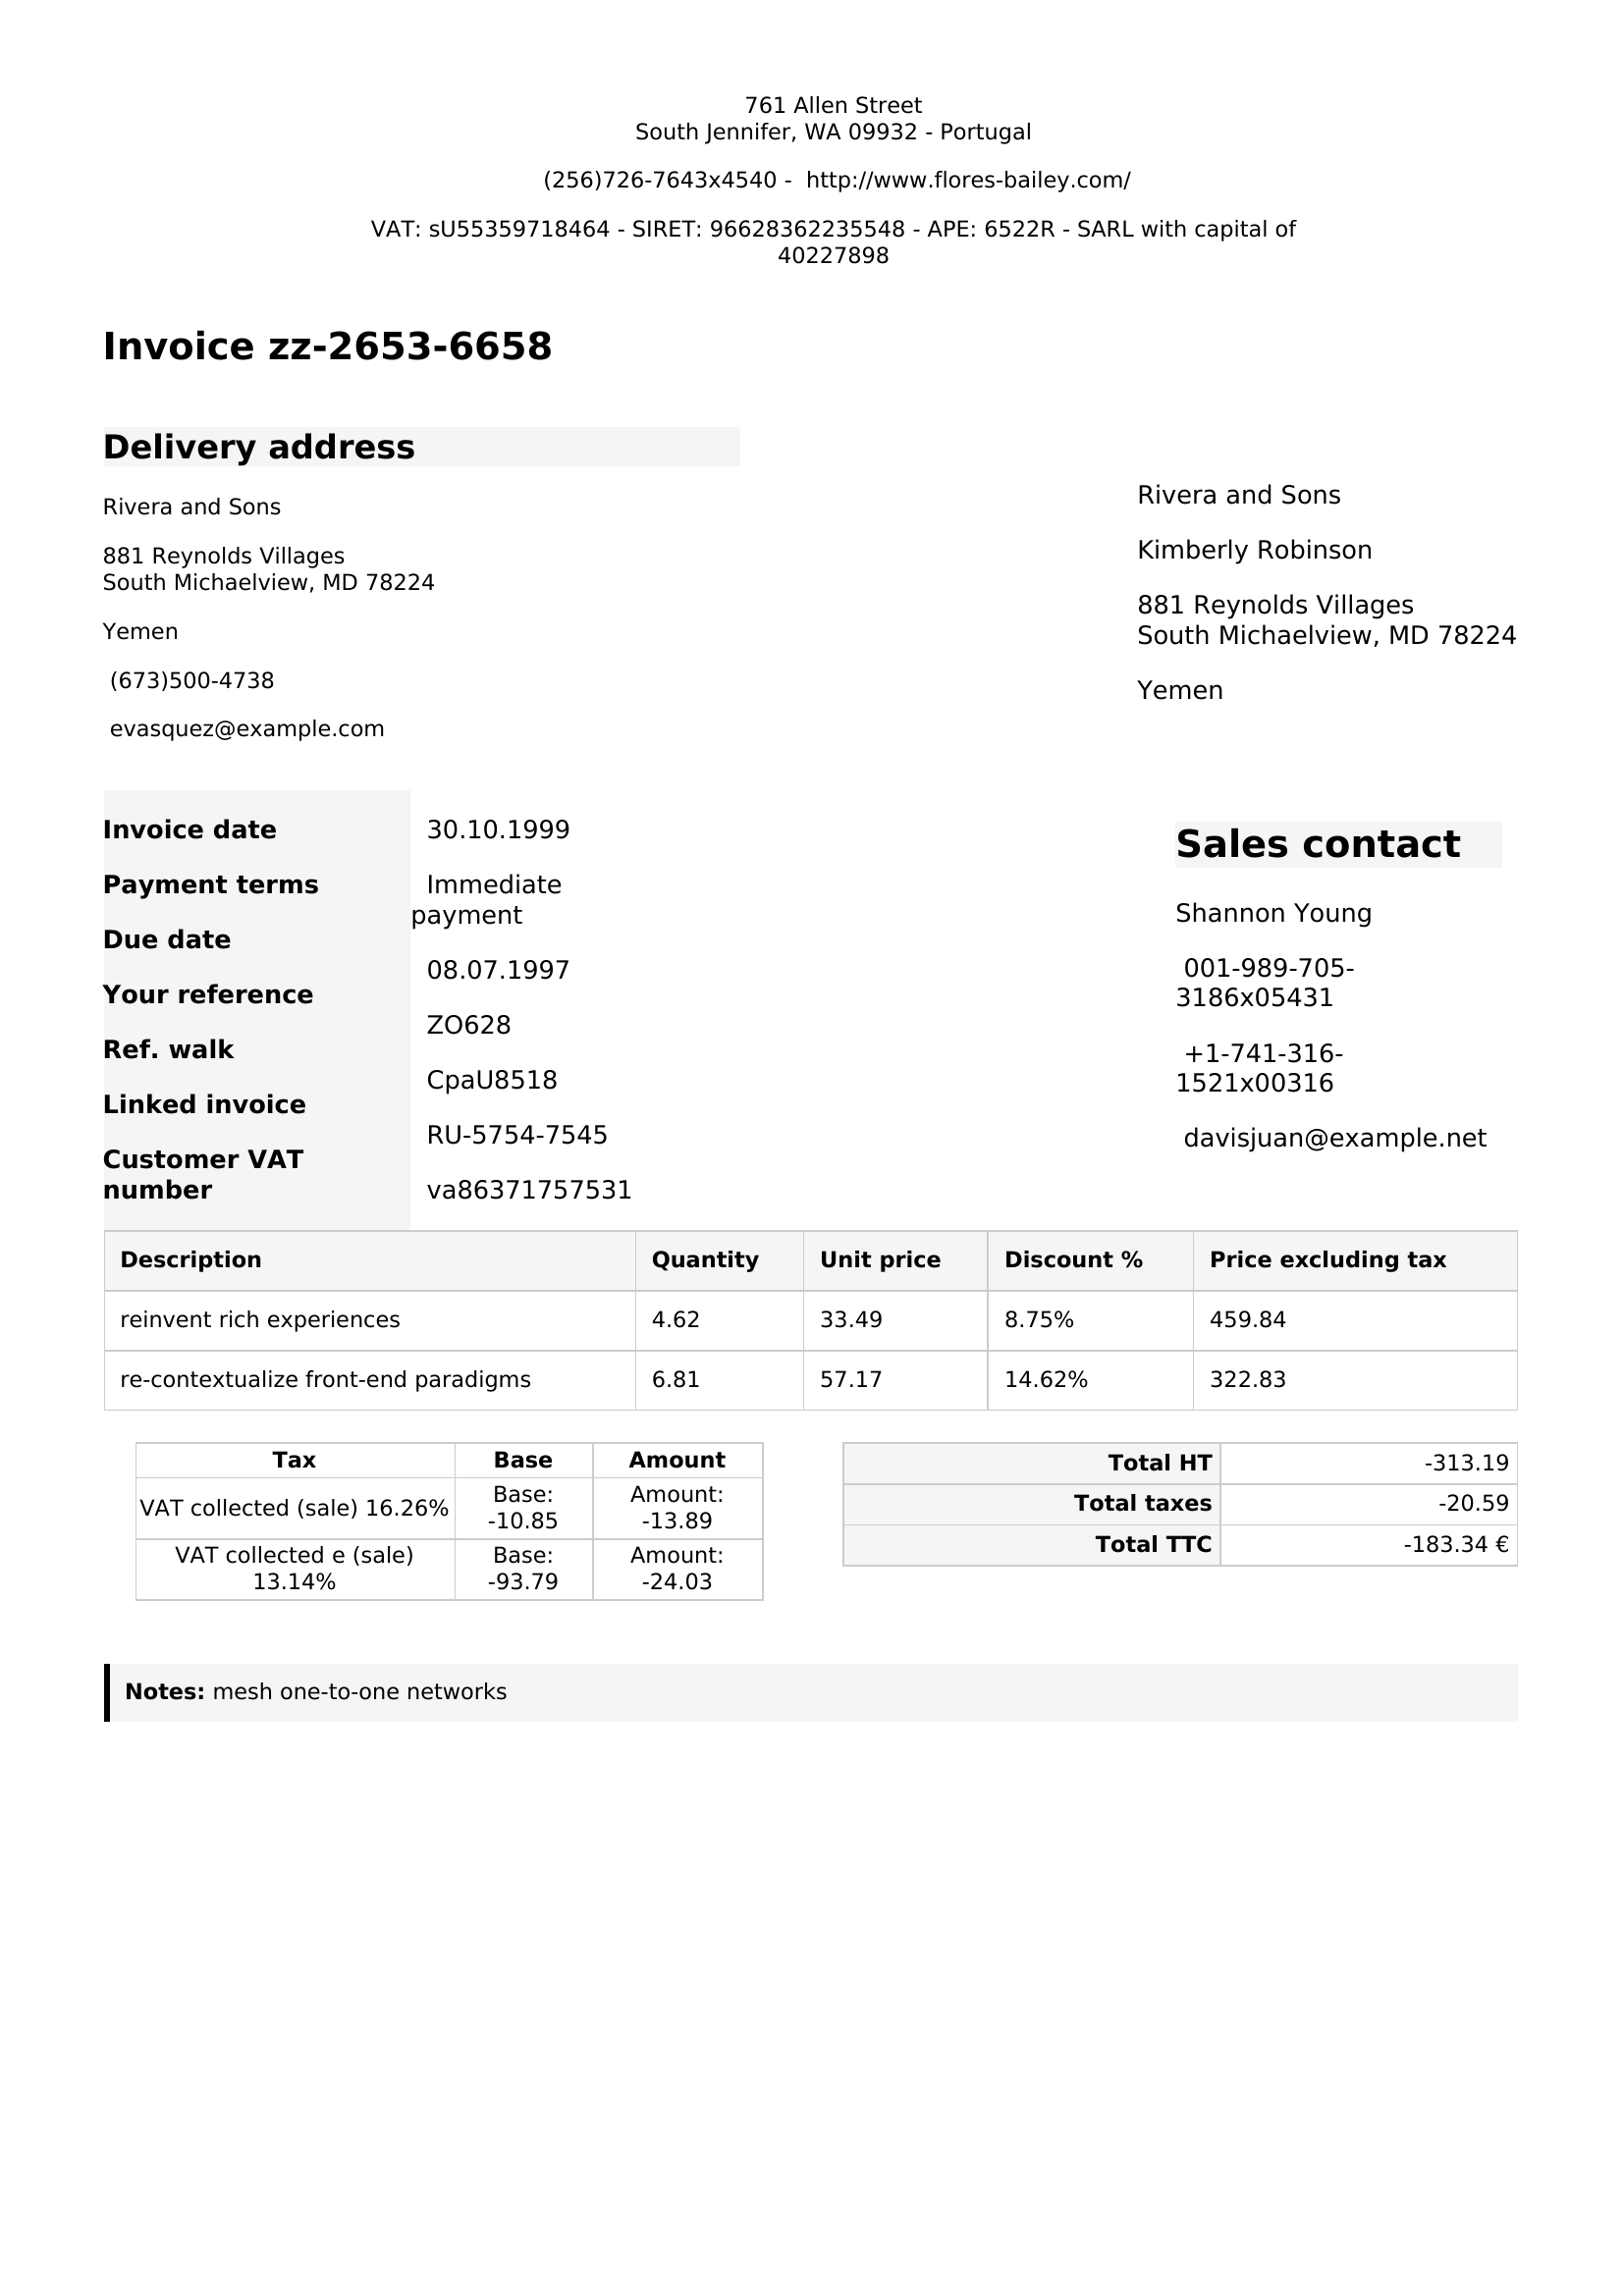 761 Allen Street
South Jennifer, WA 09932 - Portugal
(256)726-7643x4540 -  http://www.flores-bailey.com/
VAT: sU55359718464 - SIRET: 96628362235548 - APE: 6522R - SARL with capital of
40227898
Invoice zz-2653-6658
Delivery address
Rivera and Sons
881 Reynolds Villages
South Michaelview, MD 78224
Yemen
(673)500-4738
evasquez@example.com
Rivera and Sons
Kimberly Robinson
881 Reynolds Villages
South Michaelview, MD 78224
Yemen
Invoice date
Payment terms
Due date
Your reference
Ref. walk
Linked invoice
Customer VAT
number
30.10.1999
Immediate
payment
08.07.1997
ZO628
CpaU8518
RU-5754-7545
va86371757531
Sales contact
Shannon Young
001-989-705-
3186x05431
+1-741-316-
1521x00316
davisjuan@example.net
Description Quantity Unit price Discount % Price excluding tax
reinvent rich experiences 4.62 33.49 8.75% 459.84
re-contextualize front-end paradigms 6.81 57.17 14.62% 322.83
Tax Base Amount
VAT collected (sale) 16.26% Base: -10.85 Amount: -13.89
VAT collected e (sale) 13.14% Base: -93.79 Amount: -24.03
Total HT -313.19
Total taxes -20.59
Total TTC -183.34 €
Notes: mesh one-to-one networks